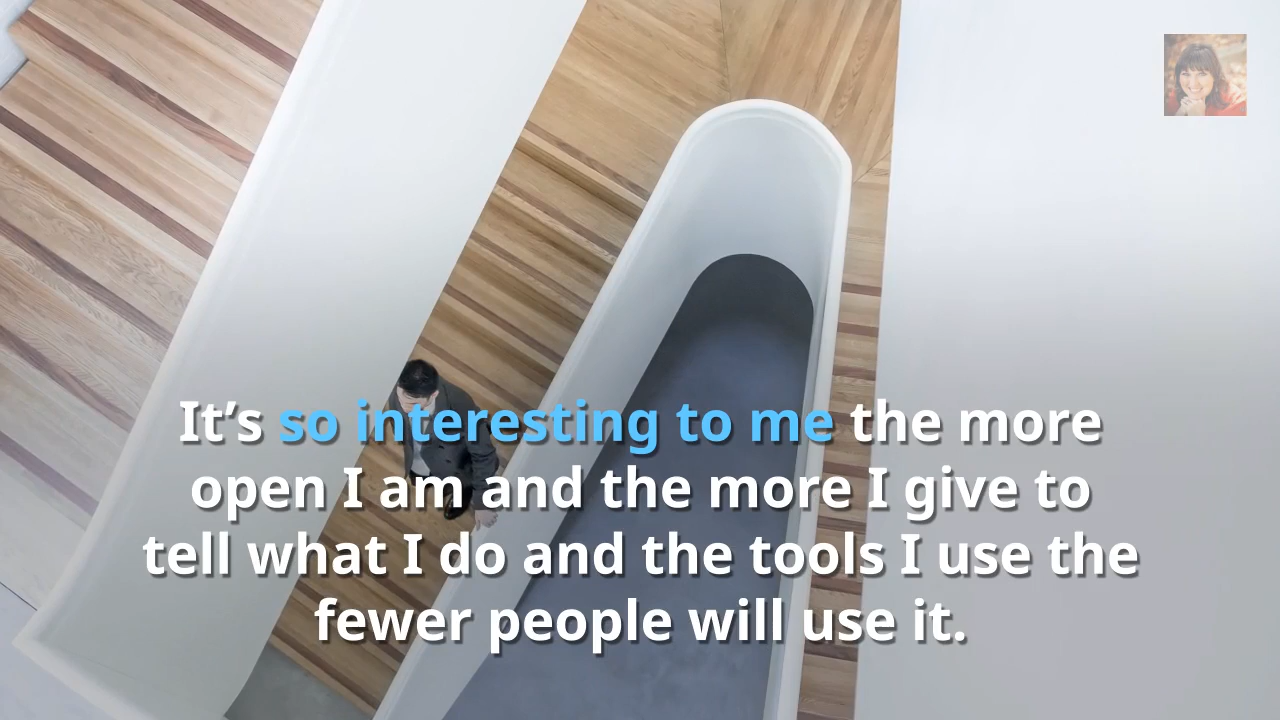 It’s so interesting to me the more
open I am and the more I give to
tell what I do and the tools I use the
fewer people will use it.